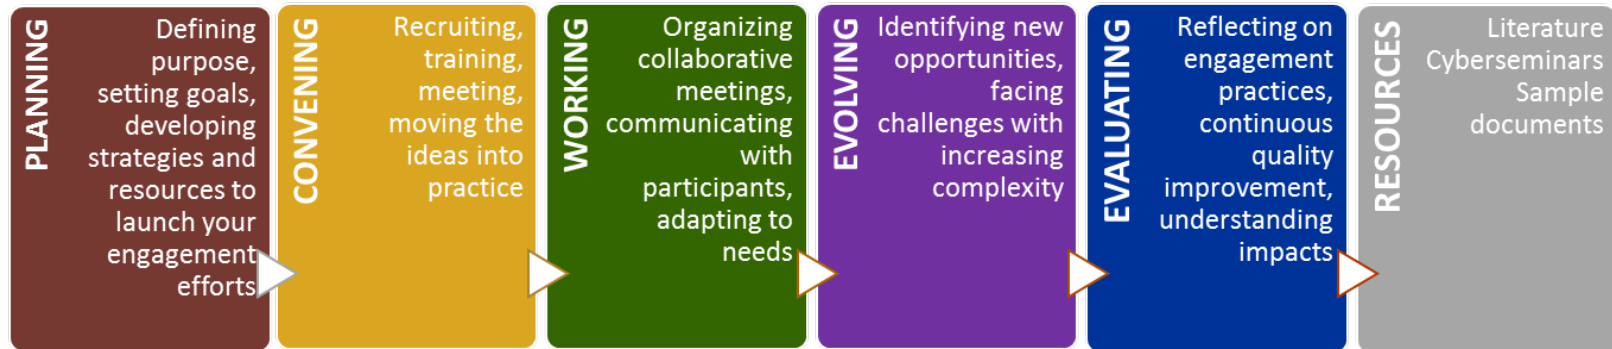 PLANNING
Defining
purpose,
setting goals,
developing
strategies and
resources to
launch your
engagement
efforts
CONVENING
Recruiting,
training,
meeting,
moving the
ideas into
practice
WORKING
Organizing
collaborative
meetings,
communicating
with
participants,
adapting to
needs
EVOLVING
Identifying new
opportunities,
facing
challenges with
increasing
complexity
EVALUATING
Reflecting on
engagement
practices,
continuous
quality
improvement,
understanding
impacts
RESOURCES
Literature
Cyberseminars
Sample
documents